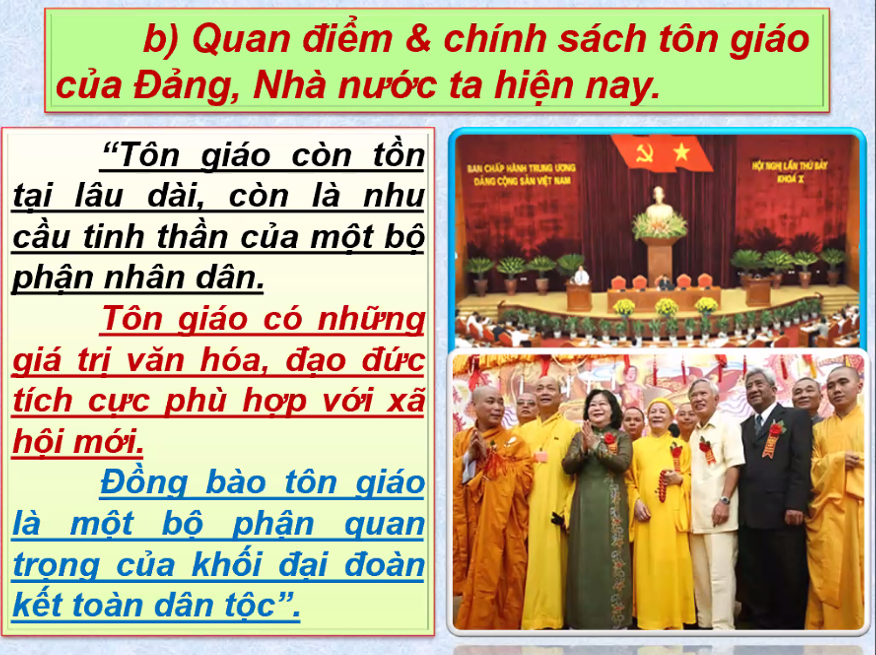 b) Quan điểm & chính sách tôn giáo
của Đảng, Nhà nước ta hiện nay.
“Tôn giáo còn tồn
tại lâu dài, còn là nhu
cầu tinh thần của một bộ
phận nhân dân.
Tôn giáo có những
giá trị văn hóa, đạo đức
tích cực phù hợp với xã
hội mới.
Đồng bào tôn giáo
là một bộ phận quan
trọng của khối đại đoàn
kết toàn dân tộc”.
BAN CHẤP HÀNH TRUNG ƯƠNG
ĐẢNG CỘNG SẢN VIỆT NAM
HỘI NGHỊ LẦN THỨ BẢY
KHOÁ X